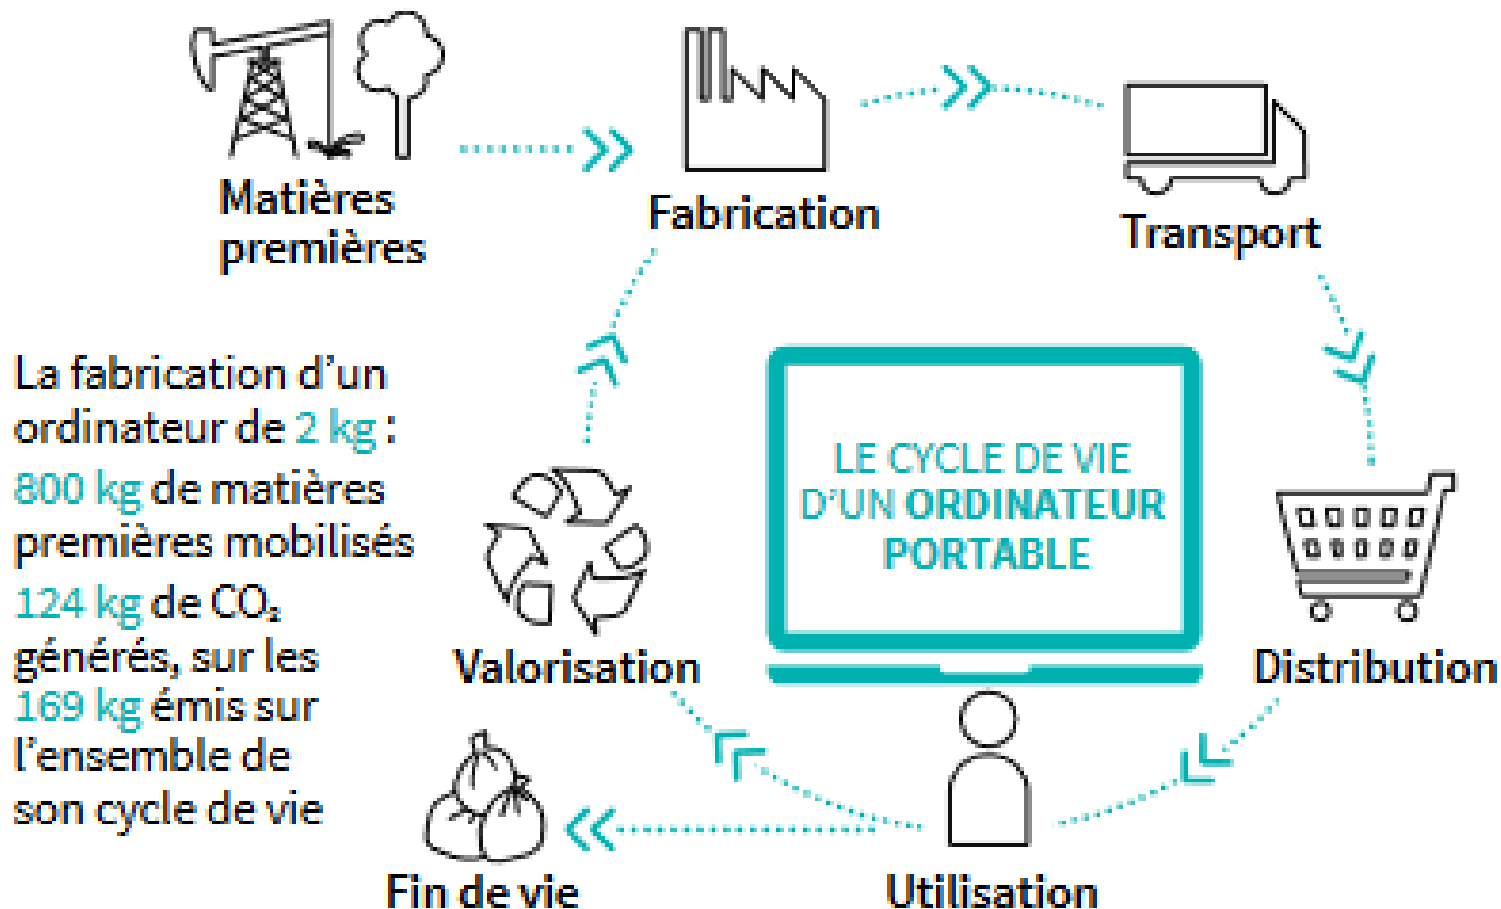 Matières
premières
Fabrication
Transport
La fabrication d'un
ordinateur de 2 kg :
800 kg de matières
premières mobilisés
124 kg de CO₂
générés, sur les
169 kg émis sur
l'ensemble de
son cycle de vie
LE CYCLE DE VIE
D'UN ORDINATEUR
PORTABLE
Valorisation
Distribution
Fin de vie
Utilisation